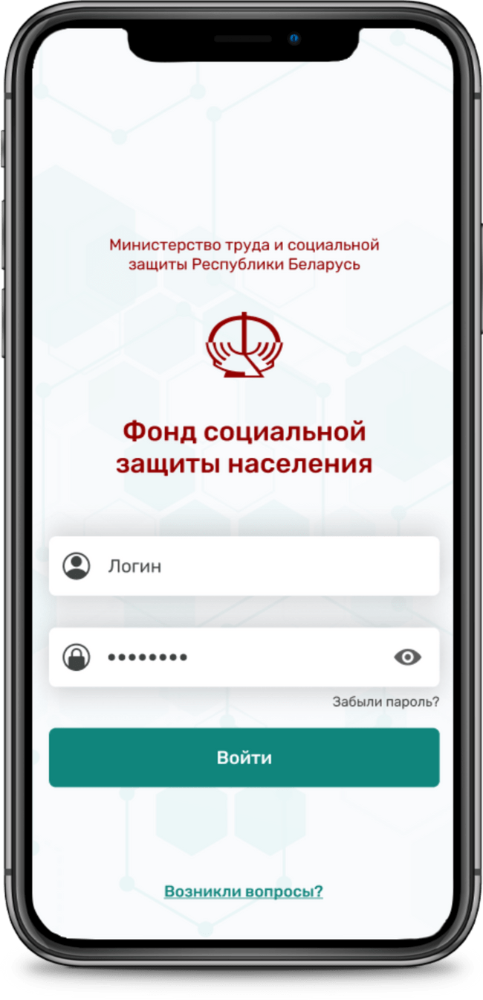 Министерство труда и социальной
защиты Республики Беларусь
Фонд социальной
защиты населения
Логин
••••••••
Забыли пароль?
Войти
Возникли вопросы?